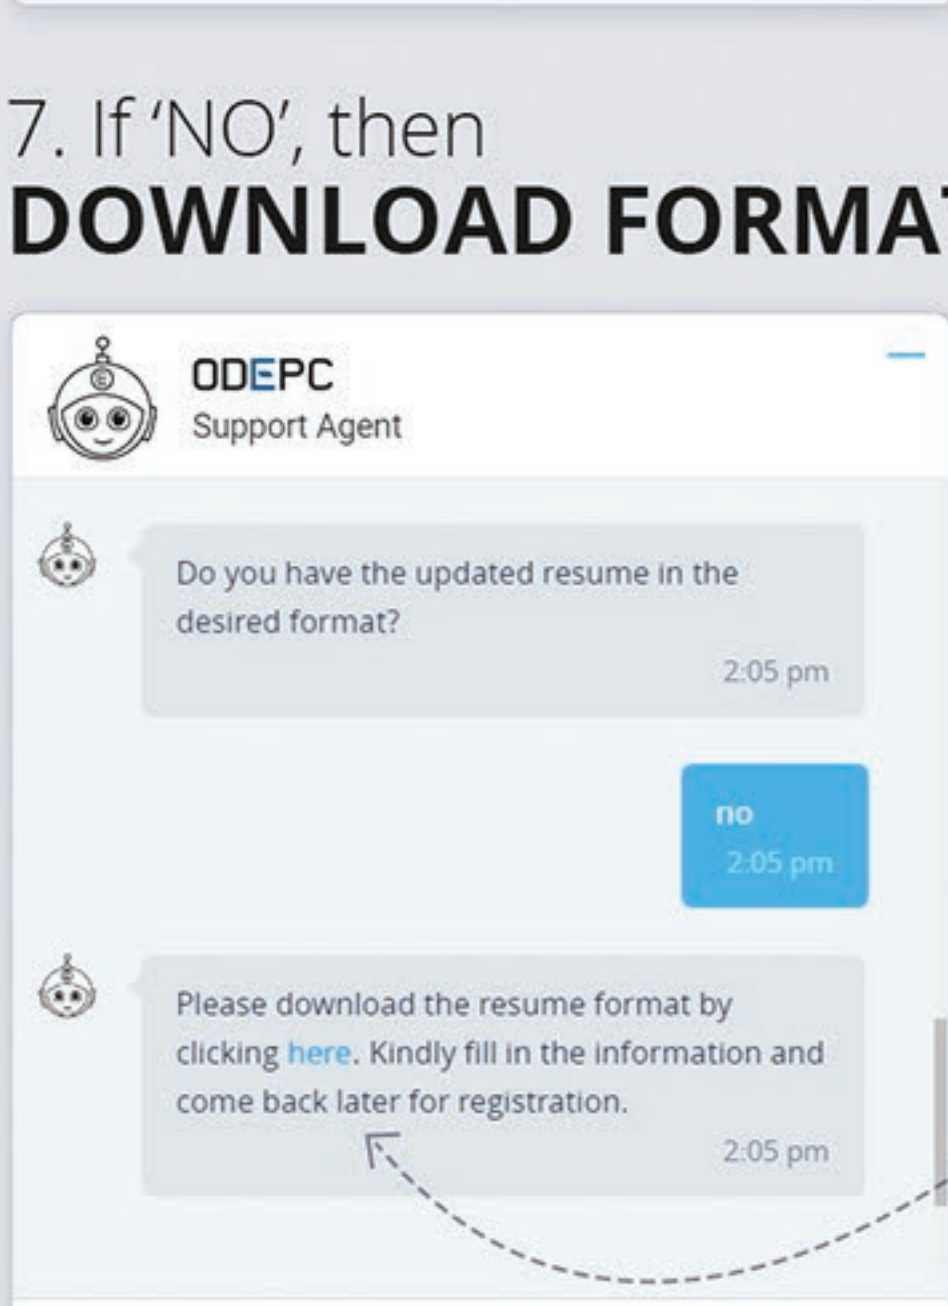 7. If ‘NO’, then
DOWNLOAD FORMAT
ODEPC
Support Agent
Do you have the updated resume in the
desired format?
2:05 pm
no
2:05 pm
Please download the resume format by
clicking here. Kindly fill in the information and
come back later for registration.
2:05 pm